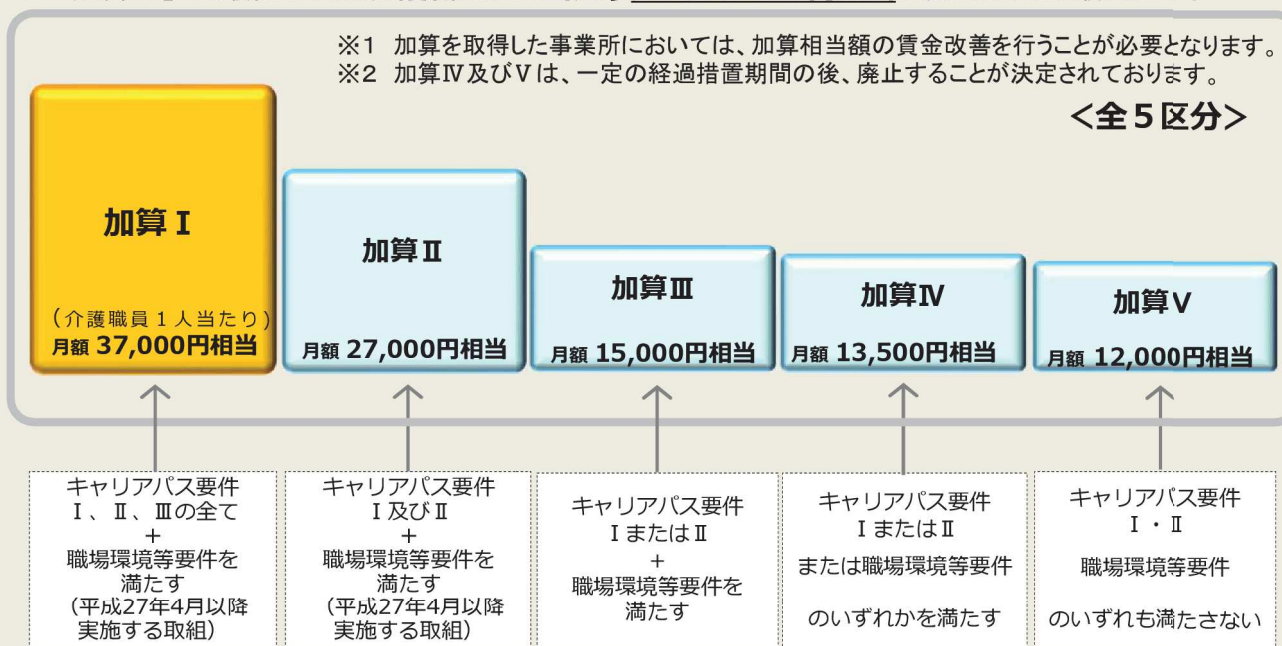 ※1 加算を取得した事業所においては、加算相当額の賃金改善を行うことが必要となります。
※2 加算Ⅳ及びⅤは、一定の経過措置期間の後、廃止することが決定されております。
＜全５区分＞
加算Ⅰ
（介護職員１人当たり）
月額 37,000円相当
加算Ⅱ
月額 27,000円相当
加算Ⅲ
月額 15,000円相当
加算Ⅳ
月額 13,500円相当
加算Ⅴ
月額 12,000円相当
キャリアパス要件
Ⅰ、Ⅱ、Ⅲの全て
+
職場環境等要件を
満たす
(平成27年4月以降
実施する取組)
キャリアパス要件
Ⅰ及びⅡ
+
職場環境等要件を
満たす
(平成27年4月以降
実施する取組)
キャリアパス要件
ⅠまたはⅡ
+
職場環境等要件を
満たす
キャリアパス要件
ⅠまたはⅡ
または職場環境等要件
のいずれかを満たす
キャリアパス要件
Ⅰ・Ⅱ
職場環境等要件
のいずれも満たさない